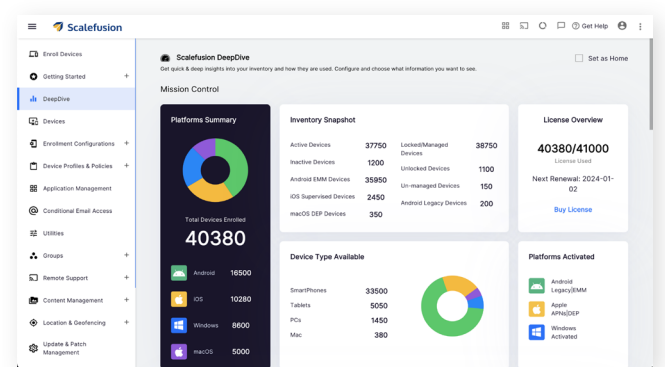 Scalefusion
Get Help
Enroll Devices
Getting Started
DeepDive
Devices
Enrollment Configurations
Device Profiles & Policies
Application Management
Conditional Email Access
Utilities
Groups
Remote Support
Content Management
Location & Geofencing
Update & Patch
Management
Scalefusion DeepDive
Set as Home
Get quick & deep insights into your inventory and how they are used. Configure and choose what information you want to see.
Mission Control
Platforms Summary
Total Devices Enrolled
40380
Android 16500
iOS 10280
Windows 8600
macOS 5000
Inventory Snapshot
Active Devices 37750
Inactive Devices 1200
Android EMM Devices 35950
iOS Supervised Devices 2450
macOS DEP Devices 350
Locked/Managed 38750
Devices
Unlocked Devices 1100
Un-managed Devices 150
Android Legacy Devices 200
License Overview
40380/41000
License Used
Next Renewal: 2024-01-
02
Buy License
Device Type Available
SmartPhones 33500
Tablets 5050
PCs 1450
Mac 380
Platforms Activated
Android
Legacy|EMM
Apple
APNs|DEP
Windows
Activated